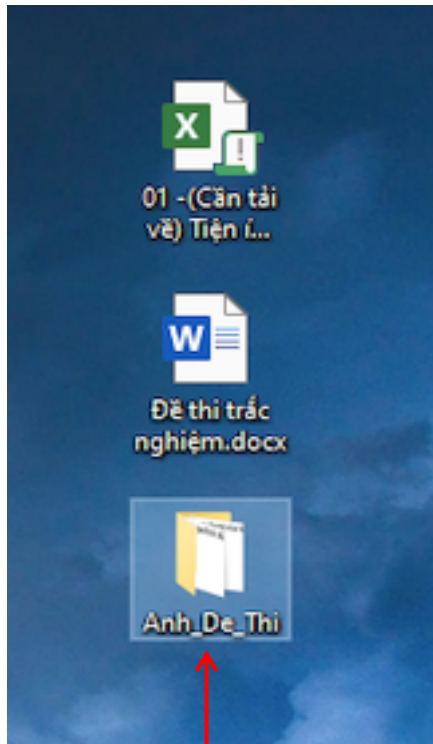 X
01 -(Cần tải
về) Tiện í...
W
Đề thi trắc
nghiệm.docx
Anh_De_Thi